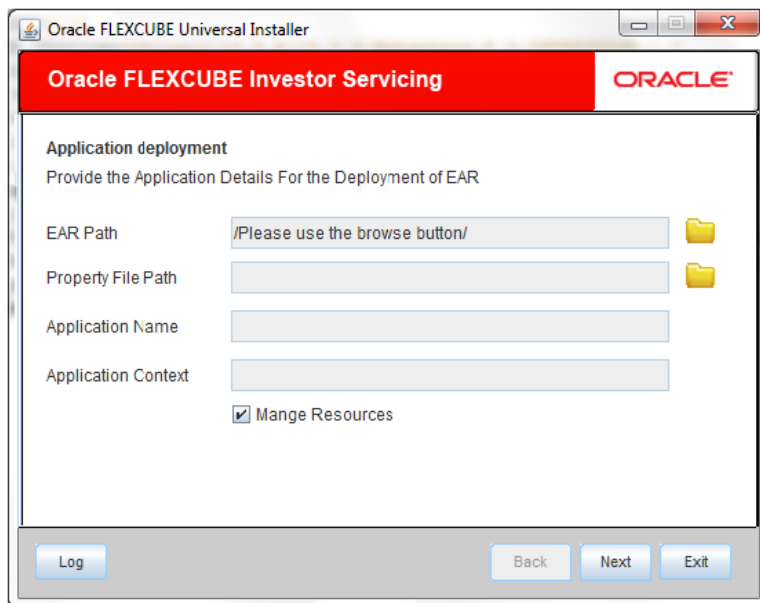 Oracle FLEXCUBE Universal Installer
Oracle FLEXCUBE Investor Servicing
ORACLE
Application deployment
Provide the Application Details For the Deployment of EAR
EAR Path
/Please use the browse button/
Property File Path
Application Name
Application Context
Mange Resources
Log
Back
Next
Exit